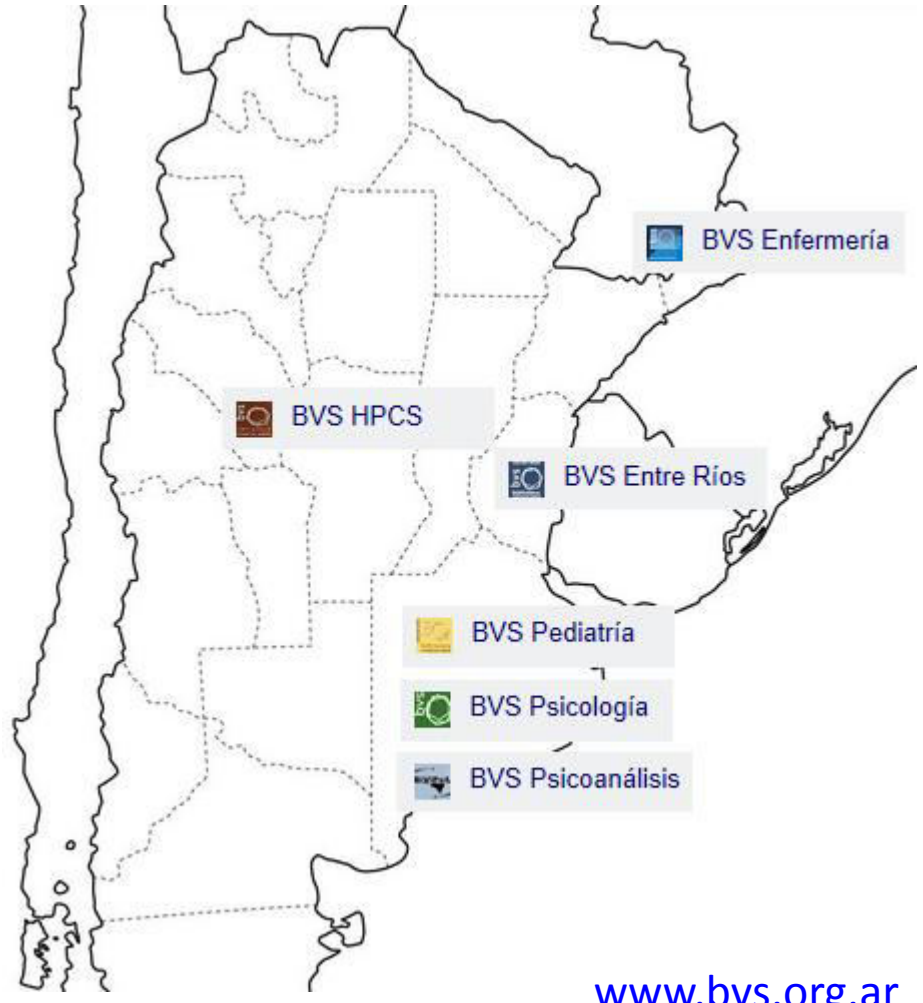 BVS Enfermería
BVS HPCS
BVS Entre Ríos
BVS Pediatría
BVS Psicología
BVS Psicoanálisis
www.bvs.org.ar